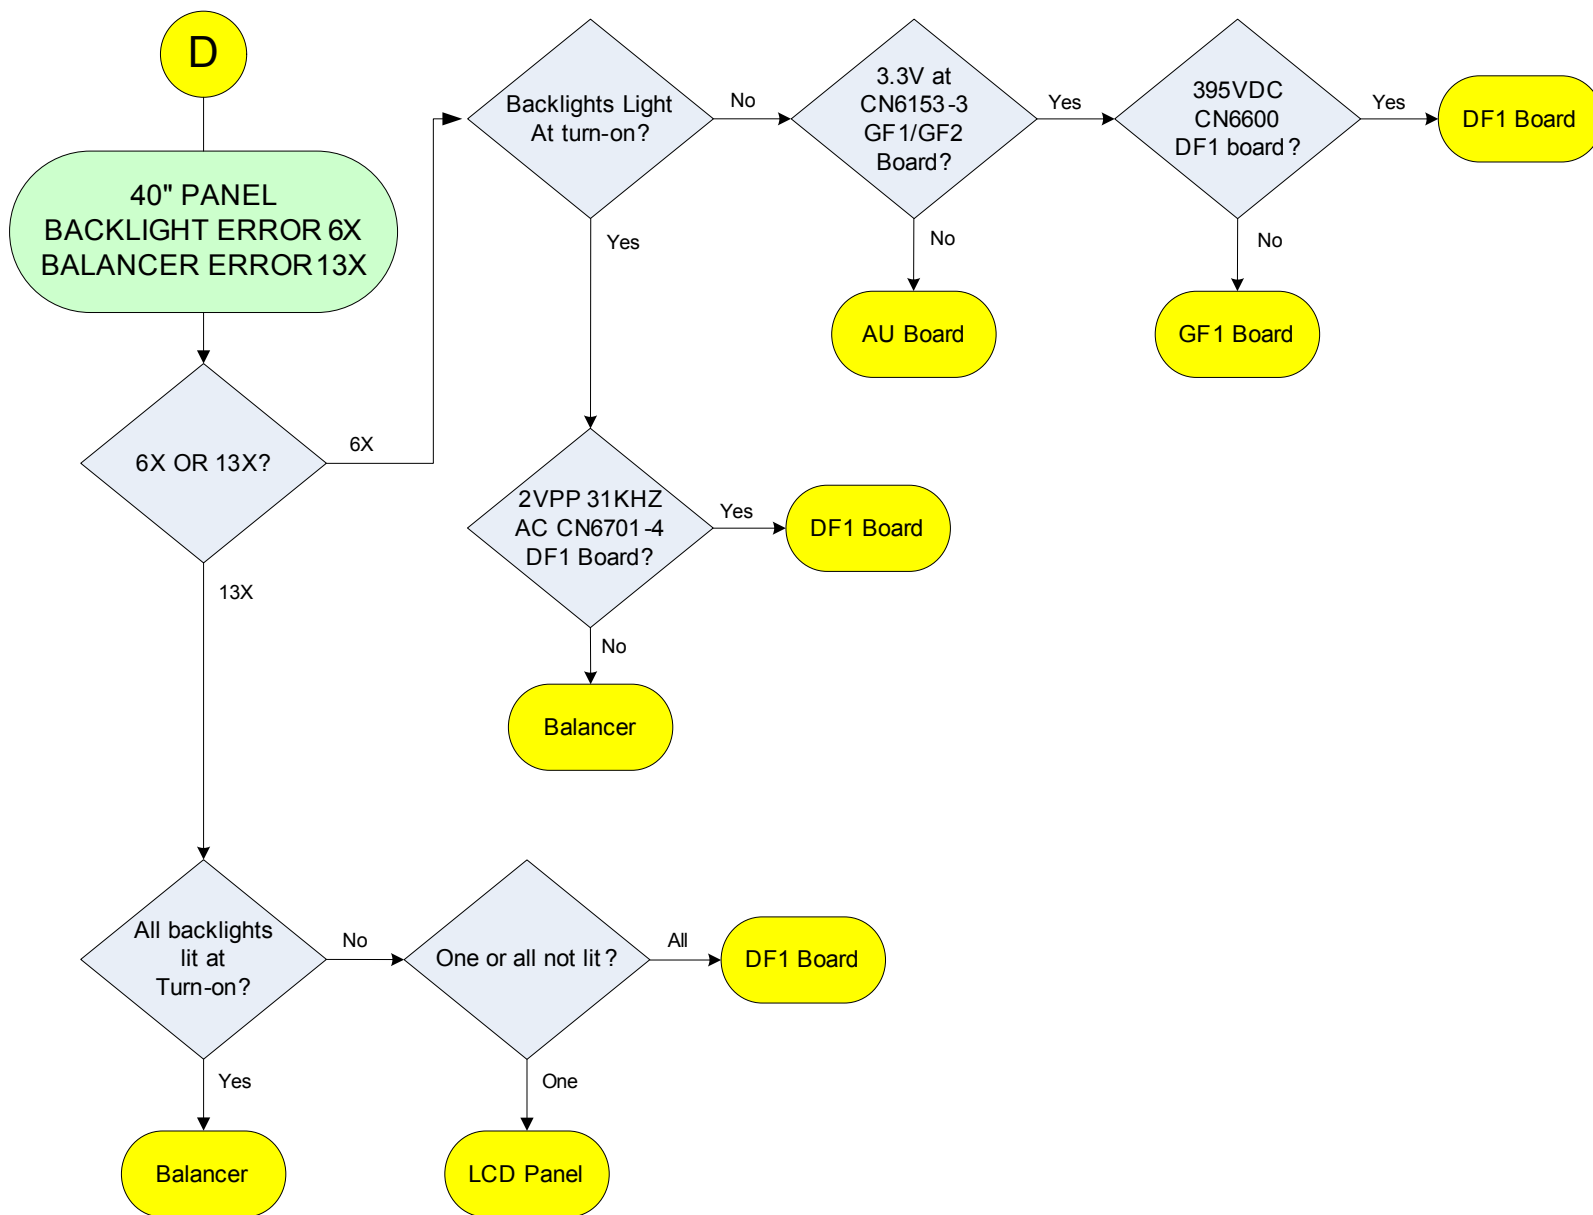 D
40" PANEL
BACKLIGHT ERROR 6X
BALANCER ERROR 13X
6X OR 13X?
6X
13X
Backlights Light
At turn-on?
No
Yes
3.3V at
CN6153-3
GF1/GF2
Board?
Yes
No
AU Board
395VDC
CN6600
DF1 board?
Yes
No
DF1 Board
GF1 Board
2VPP 31KHZ
AC CN6701-4
DF1 Board?
Yes
No
DF1 Board
Balancer
All backlights
lit at
Turn-on?
No
Yes
Balancer
One or all not lit?
All
One
DF1 Board
LCD Panel